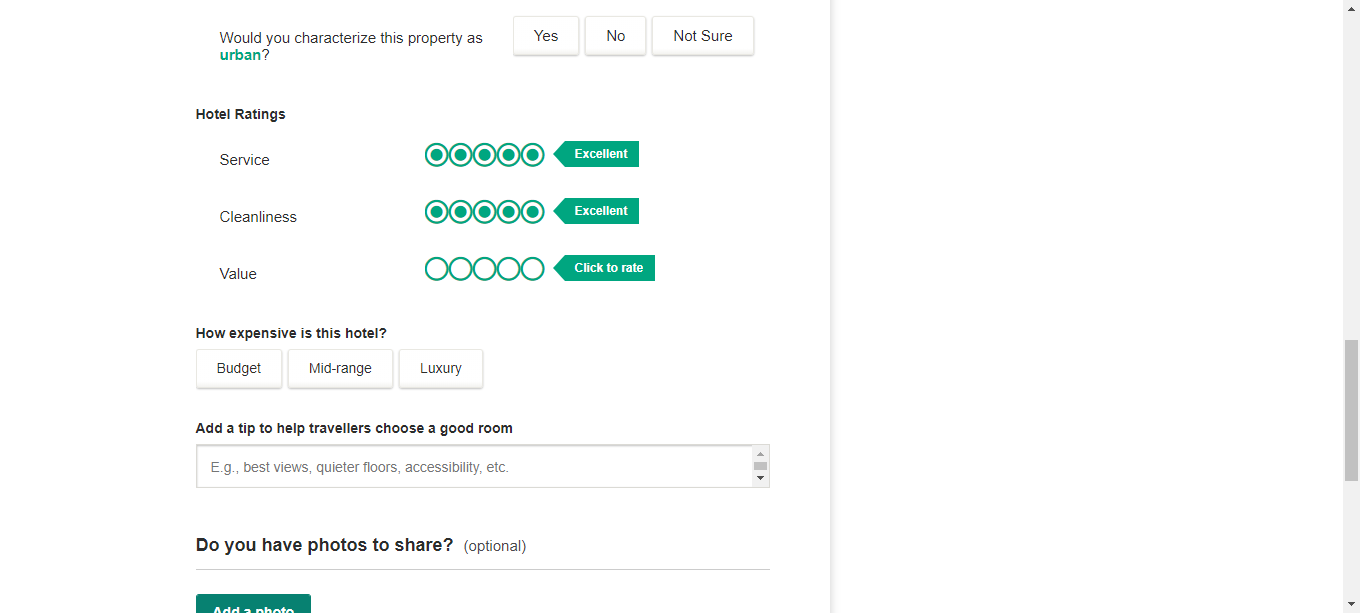 Would you characterize this property as
urban?
Yes
No
Not Sure
Hotel Ratings
Service
Excellent
Cleanliness
Excellent
Value
Click to rate
How expensive is this hotel?
Budget
Mid-range
Luxury
Add a tip to help travellers choose a good room
E.g., best views, quieter floors, accessibility, etc.
Do you have photos to share? (optional)
Add a photo